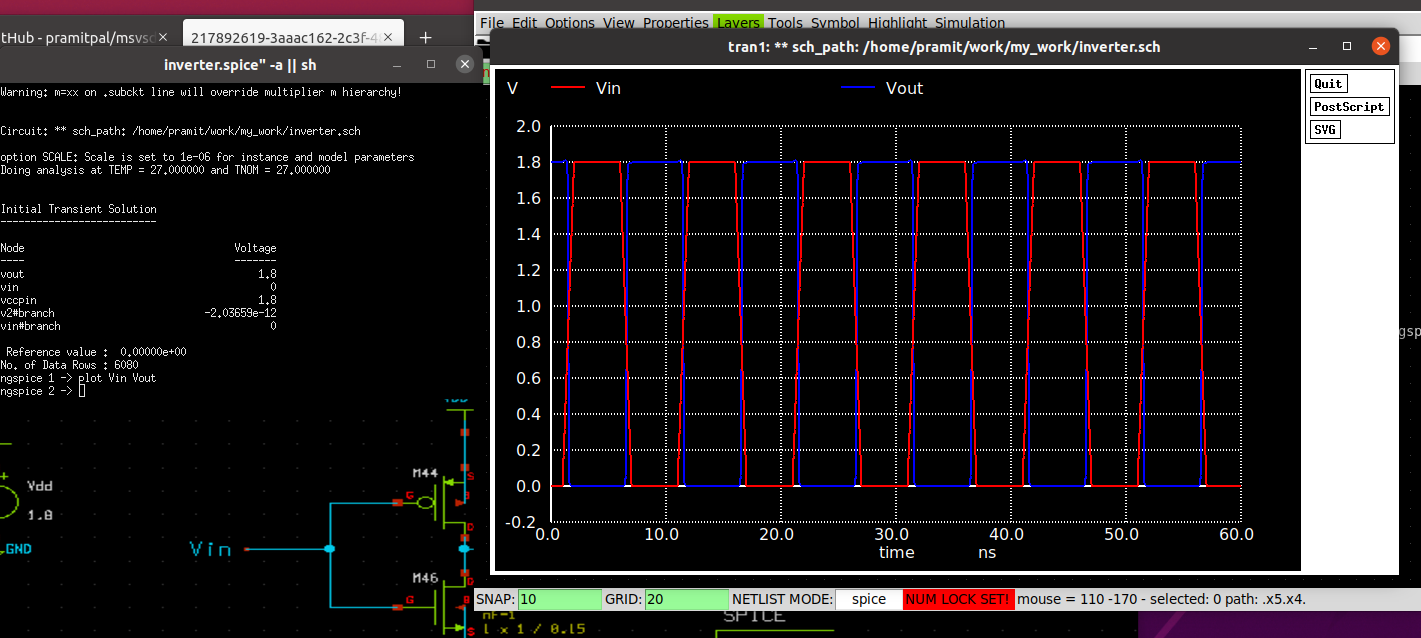 tHub - pramitpal/msvsd
217892619-3aaac162-2c3f-4
File Edit Options View Properties Layers Tools Symbol Highlight Simulation
inverter.spice" -a || sh
Warning: m=xx on .subckt line will override multiplier m hierarchy!
Circuit: ** sch_path: /home/pramit/work/my_work/inverter.sch
option SCALE: Scale is set to 1e-06 for instance and model parameters
Doing analysis at TEMP = 27.000000 and TNOM = 27.000000
Initial Transient Solution
--------------------------
Node Voltage
---- -------
vout 1.8
vin 0
vccpin 1.8
v2#branch -2.03659e-12
vin#branch 0
Reference value : 0.00000e+00
No. of Data Rows : 6080
ngspice 1 -> plot Vin Vout
ngspice 2 ->
tran1: ** sch_path: /home/pramit/work/my_work/inverter.sch
V Vin Vout
Quit
PostScript
SVG
2.0
1.8
1.6
1.4
1.2
1.0
0.8
0.6
0.4
0.2
0.0
-0.2
0.0 10.0 20.0 30.0 40.0 50.0 60.0
time ns
gsp
Vdd
1.8
GND
Vin
M44
G
S
B
D
M46
G
D
B
S
nf=1
l x 1 / 0.15
SPICE
SNAP: 10 GRID: 20 NETLIST MODE: spice NUM LOCK SET! mouse = 110 -170 - selected: 0 path: .x5.x4.